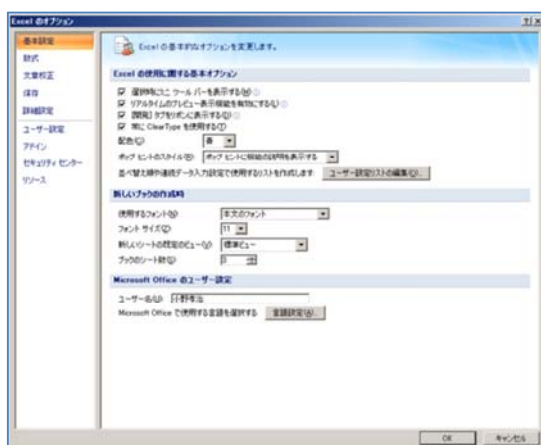 Excel のオプション
基本設定
数式
文章校正
保存
詳細設定
ユーザー設定
アドイン
セキュリティ センター
リソース
Excel の基本的なオプションを変更します。
Excel の使用に関する基本オプション
選択時にミニ ツール バーを表示する(M)
リアルタイムのプレビュー表示機能を有効にする(L)
[開発] タブをリボンに表示する(D)
常に ClearType を使用する(T)
配色(C): 青
ポップ ヒントのスタイル(R): ポップ ヒントに機能の説明を表示する
並べ替え順や連続データ入力設定で使用するリストを作成します: ユーザー設定リストの編集(O)...
新しいブックの作成時
使用するフォント(N): 本文のフォント
フォント サイズ(Z): 11
新しいシートの既定のビュー(V): 標準ビュー
ブックのシート数(S): 3
Microsoft Office のユーザー設定
ユーザー名(U): 小野孝治
Microsoft Office で使用する言語を選択する: 言語設定(A)...
OK キャンセル